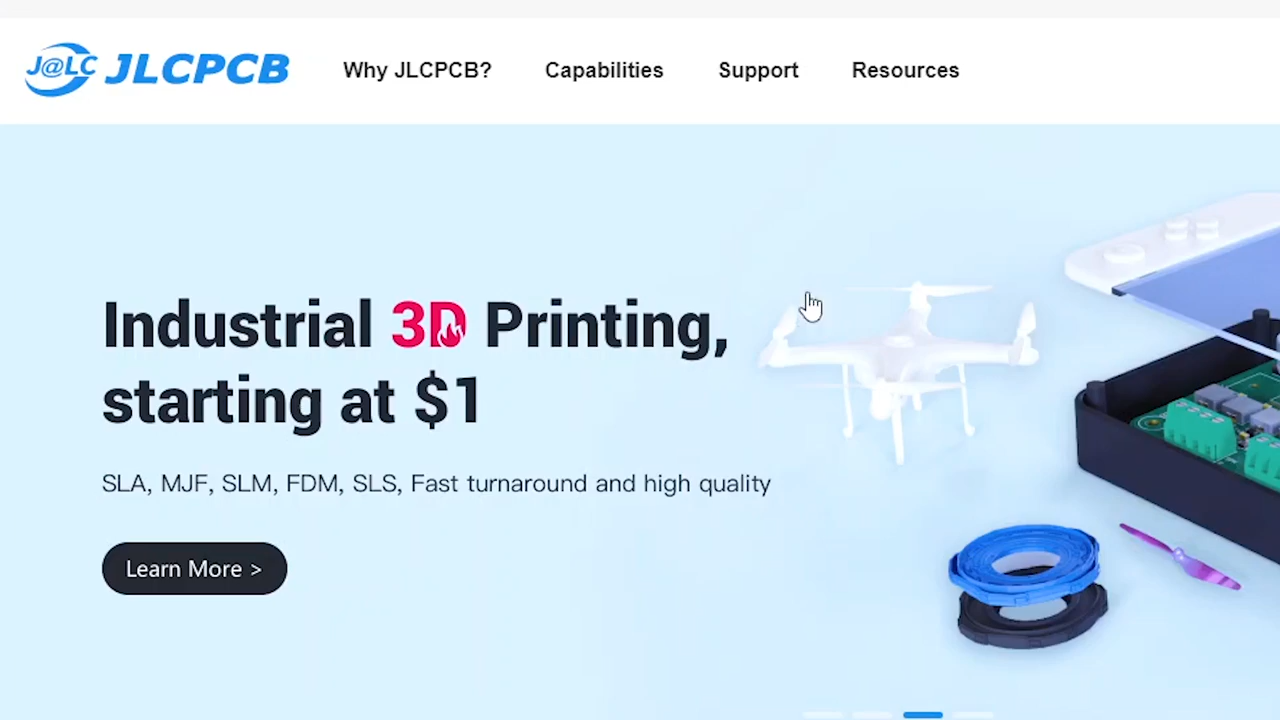 J@LC JLCPCB
Why JLCPCB?
Capabilities
Support
Resources
Industrial 3D Printing,
starting at $1
SLA, MJF, SLM, FDM, SLS, Fast turnaround and high quality
Learn More >